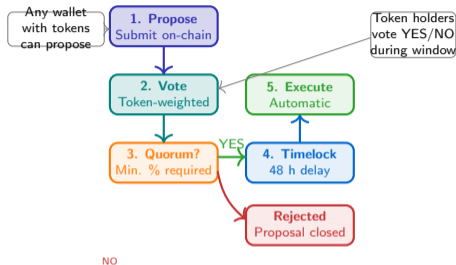 Any wallet
with tokens
can propose
1. Propose
Submit on-chain
Token holders
vote YES/NO
during window
2. Vote
Token-weighted
5. Execute
Automatic
3. Quorum?
Min. % required
YES
4. Timelock
48 h delay
Rejected
Proposal closed
NO